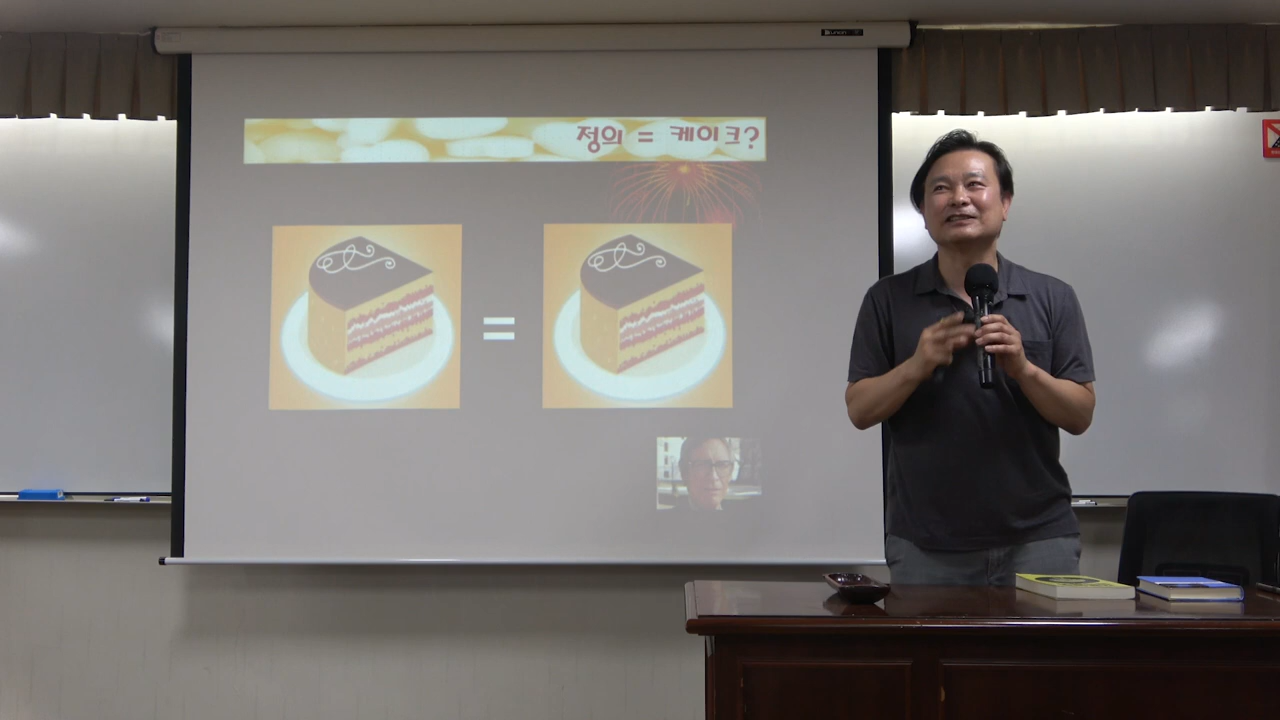 정의 = 케이크?
=